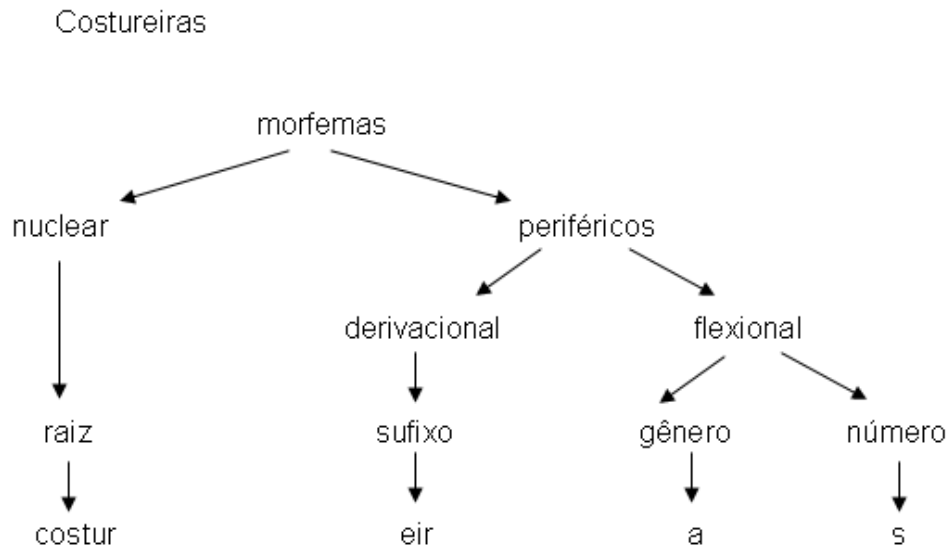 Costureiras
morfemas
nuclear periféricos
derivacional flexional
raiz sufixo gênero número
costur eir a s